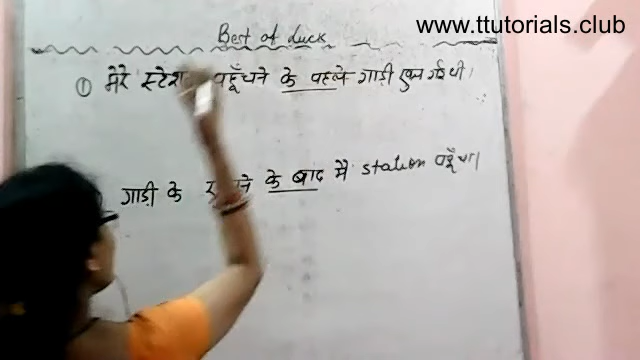 www.ttutorials.club
Best of Luck
① मेरे पहूँचने के पहले गाड़ी गई थी।
गाड़ी के के बाद मै station पहूँचा।